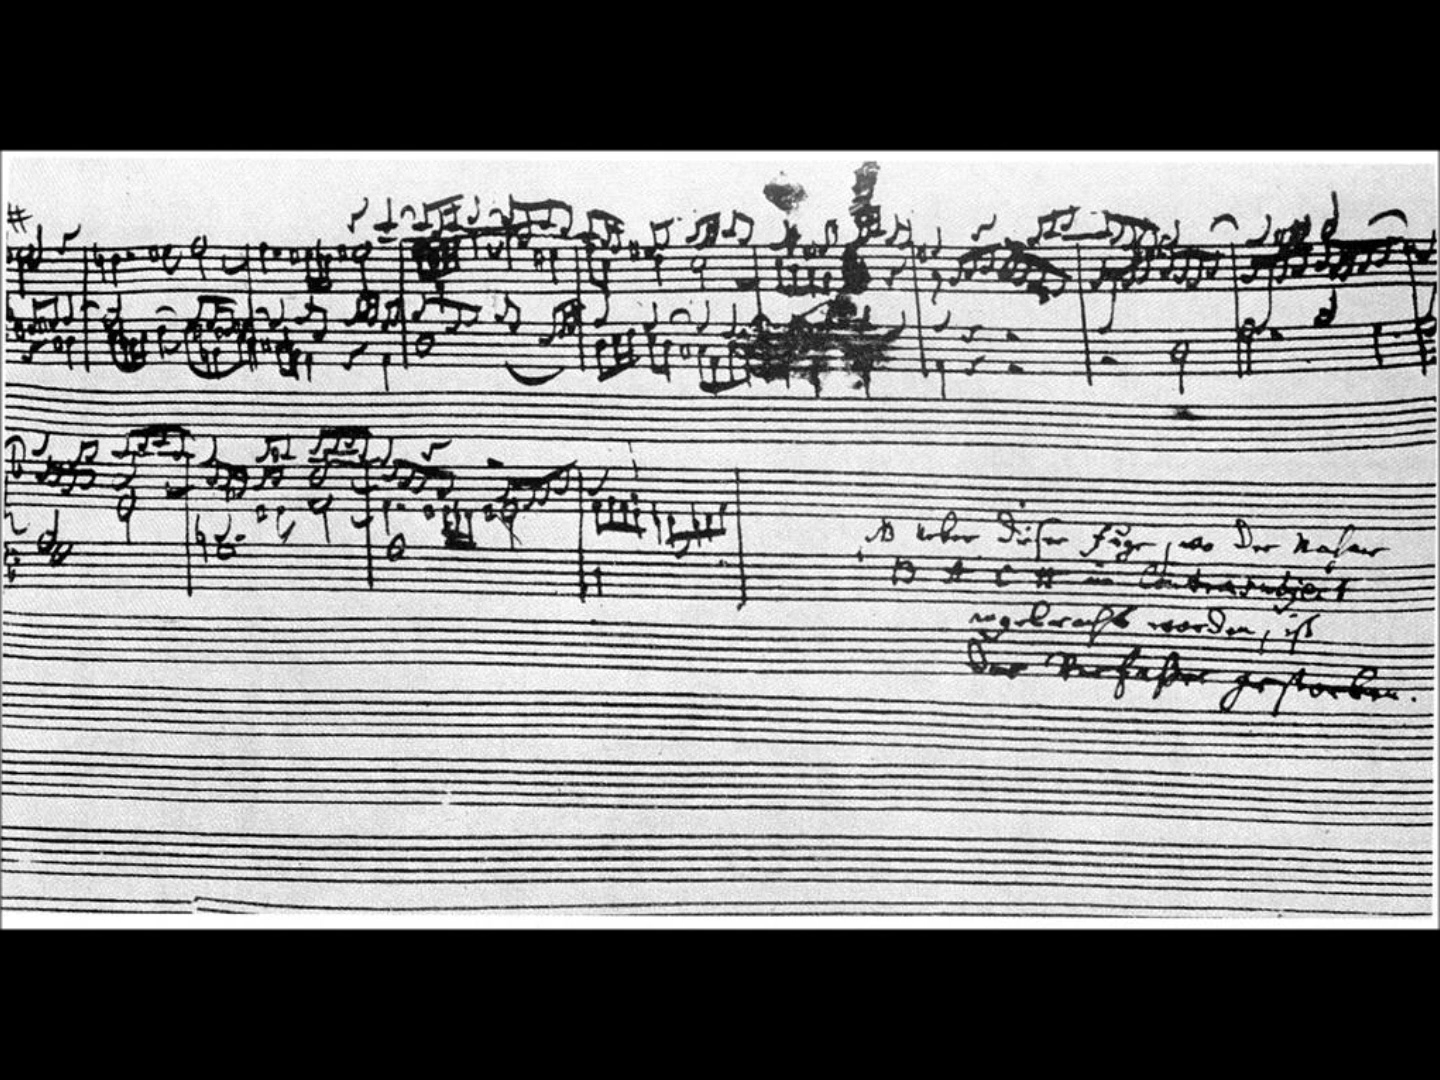 NB Ueber dieser Fuge, wo der Nahme
B A C H im Contrasubject
angebracht worden, ist
der Verfaßer gestorben.